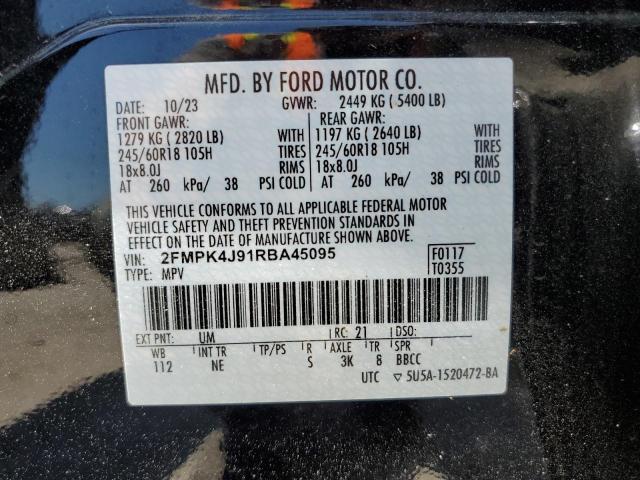 MFD. BY FORD MOTOR CO.
DATE: 10/23 GVWR: 2449 KG ( 5400 LB)
FRONT GAWR: REAR GAWR:
1279 KG ( 2820 LB) WITH 1197 KG ( 2640 LB) WITH
245/60R18 105H TIRES 245/60R18 105H TIRES
18x8.0J RIMS 18x8.0J RIMS
AT 260 kPa/ 38 PSI COLD AT 260 kPa/ 38 PSI COLD
THIS VEHICLE CONFORMS TO ALL APPLICABLE FEDERAL MOTOR
VEHICLE SAFETY AND THEFT PREVENTION STANDARDS IN
EFFECT ON THE DATE OF MANUFACTURE SHOWN ABOVE.
VIN: 2FMPK4J91RBA45095 F0117
TYPE: MPV T0355
EXT PNT: UM RC: 21 DSO:
WB INT TR TP/PS R AXLE TR SPR
112 NE S 3K 8 BBCC
UTC ▽ 5U5A-1520472-BA